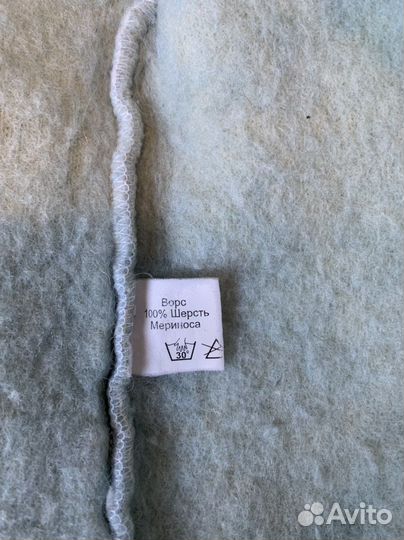 Ворс
100% Шерсть
Мериноса
30°
Avito